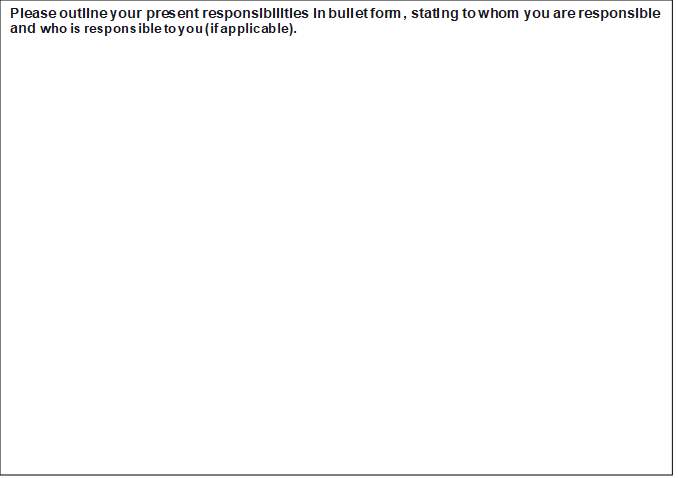 Please outline your present responsibilities in bullet form, stating to whom you are responsible
and who is responsible to you (if applicable).